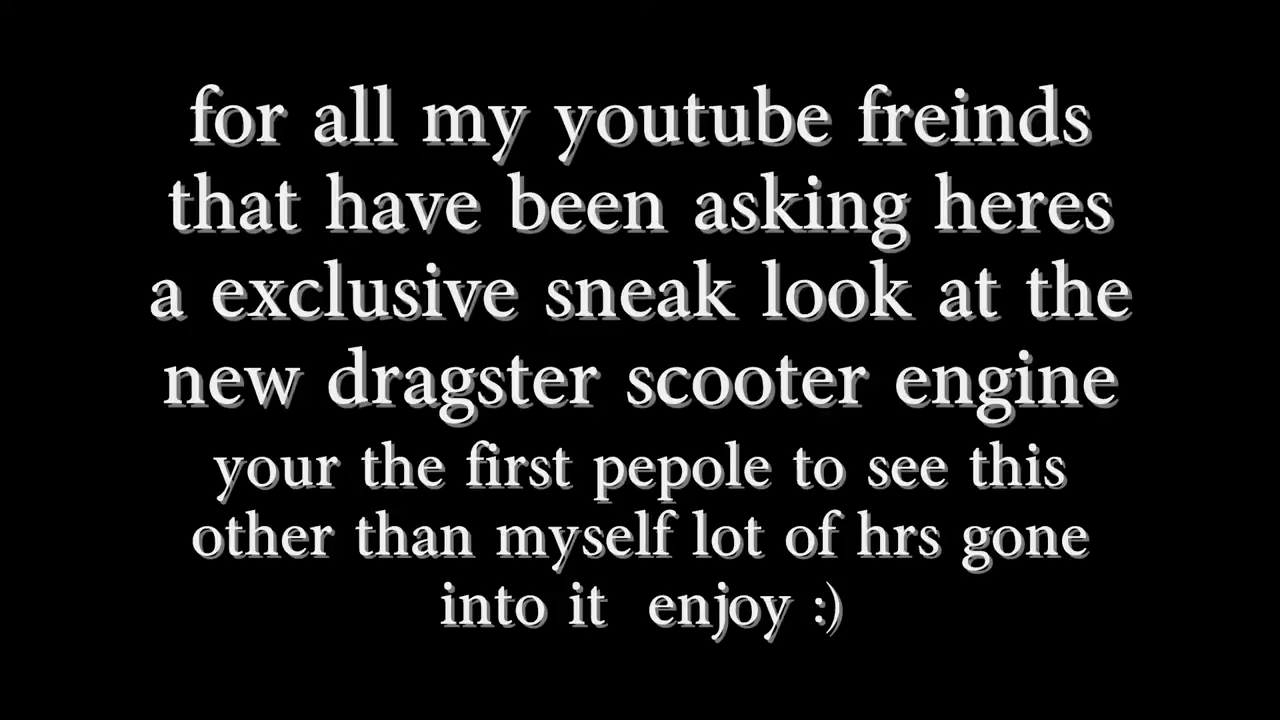 for all my youtube freinds
that have been asking heres
a exclusive sneak look at the
new dragster scooter engine
your the first pepole to see this
other than myself lot of hrs gone
into it  enjoy :)